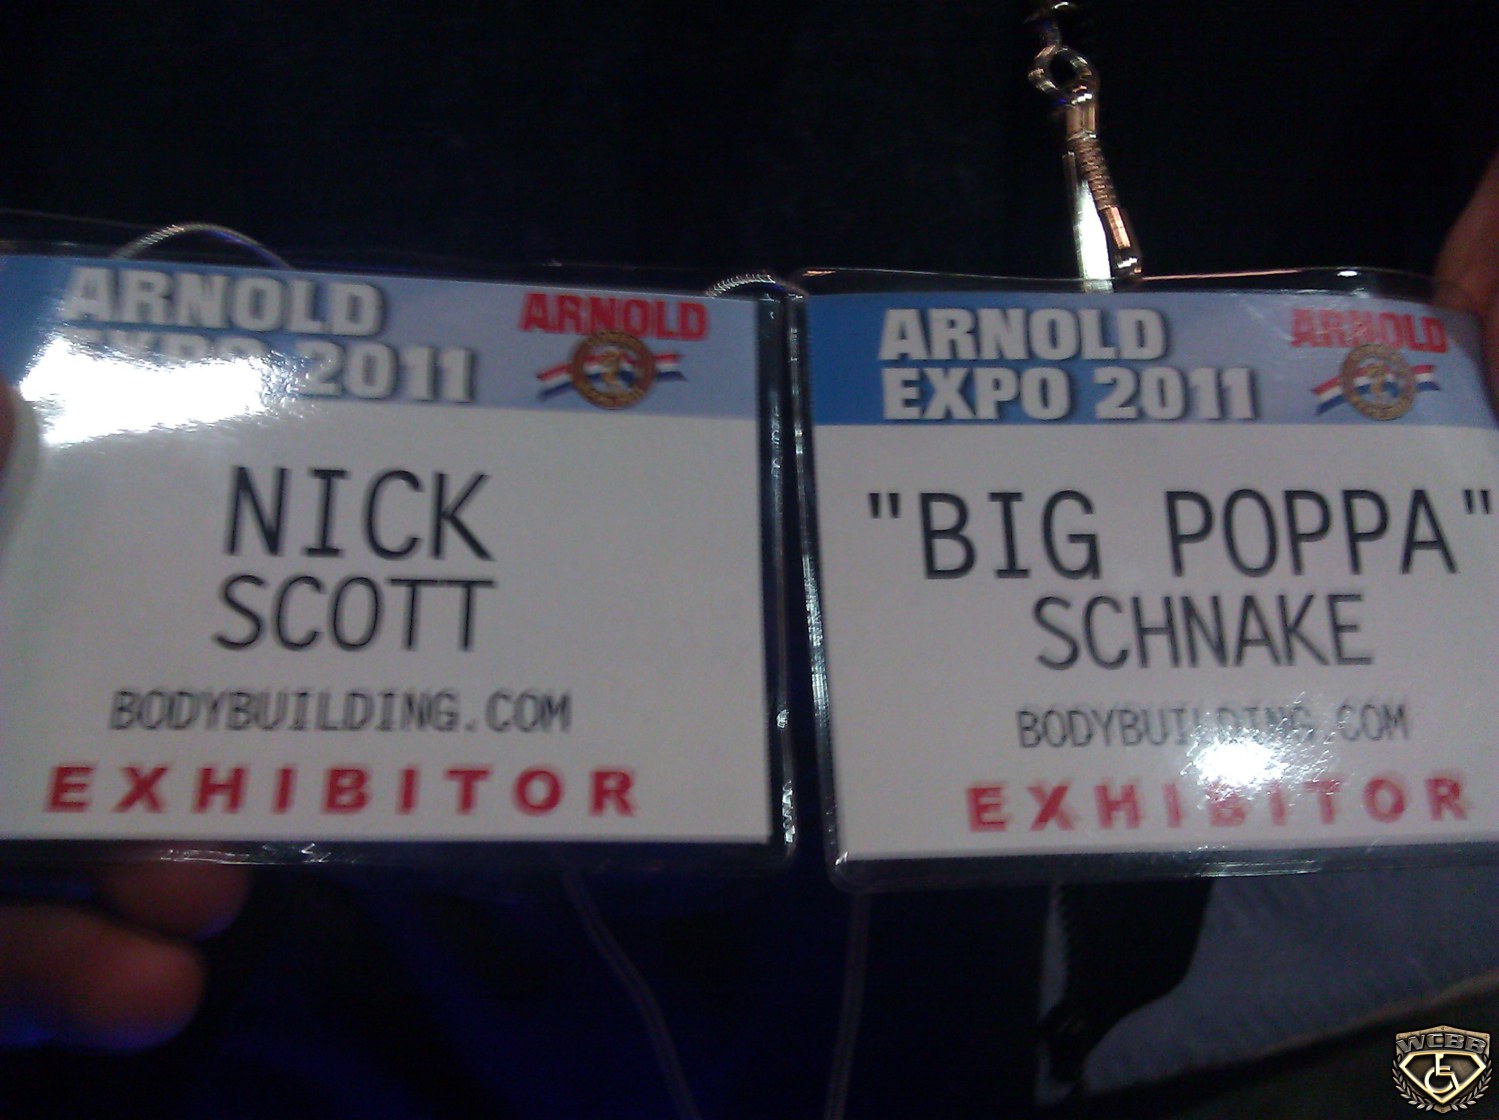 ARNOLD
EXPO 2011
ARNOLD
NICK
SCOTT
BODYBUILDING.COM
EXHIBITOR
ARNOLD
EXPO 2011
ARNOLD
"BIG POPPA"
SCHNAKE
BODYBUILDING.COM
EXHIBITOR
WCBB